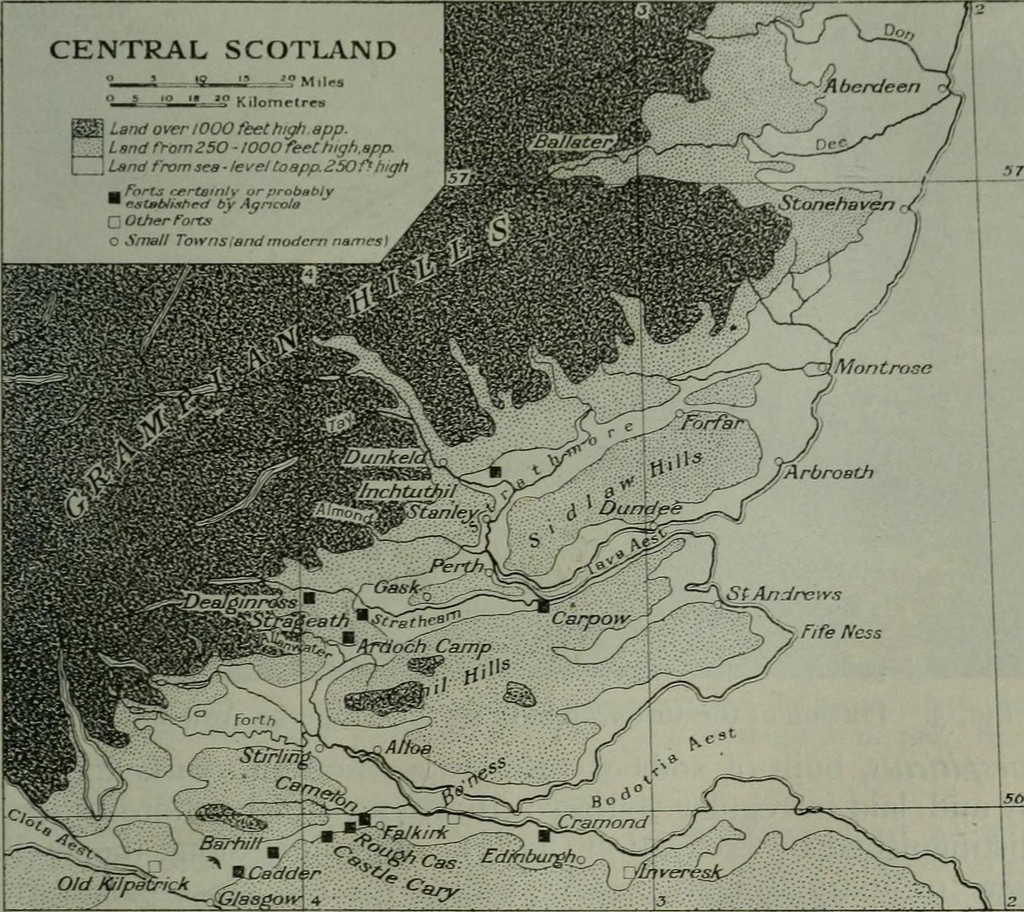 CENTRAL SCOTLAND
0 5 10 15 20 Miles
0 5 10 15 20 Kilometres
Land over 1000 feet high, app.
Land from 250-1000 feet high, app.
Land from sea-level to app. 250 ft high
Forts certainly or probably
established by Agricola
Other Forts
Small Towns (and modern names)
3
2
Don
Aberdeen
Ballater
Dee
57
57
Stonehaven
4
GRAMPIAN HILLS
Montrose
Tay
Forfar
Strathmore
Dunkeld
Sidlaw Hills
Arbroath
Inchtuthil
Almond
Stanley
Dundee
Tava Aest
Perth
Gask
Dealginross
Strageath
Strathearn
Carpow
St Andrews
Fife Ness
Allanwater
Ardoch Camp
hil Hills
Forth
Stirling
Alloa
Bodotria Aest
Boness
Camelon
56
Clota Aest
Falkirk
Cramond
Barhill
Rough Cas:
Castle Cary
Edinburgh
Old Kilpatrick
Cadder
Inveresk
Glasgow
4
3
2